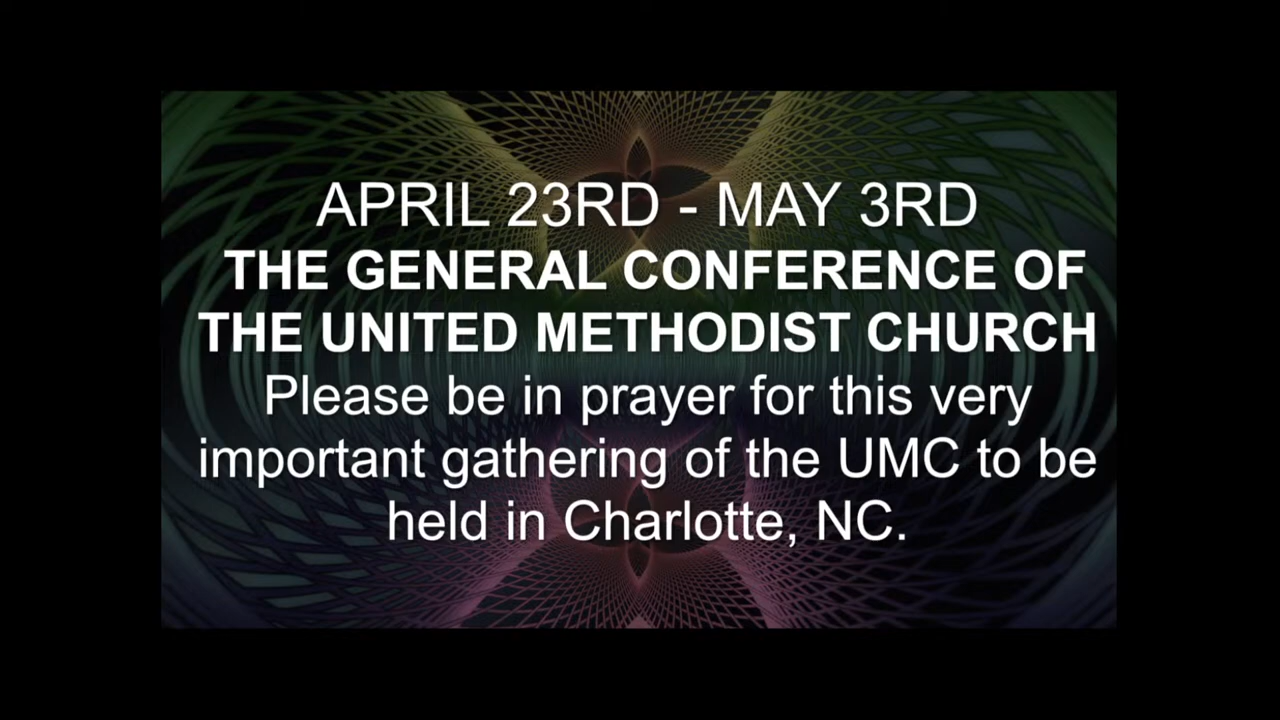 APRIL 23RD - MAY 3RD
THE GENERAL CONFERENCE OF
THE UNITED METHODIST CHURCH
Please be in prayer for this very
important gathering of the UMC to be
held in Charlotte, NC.